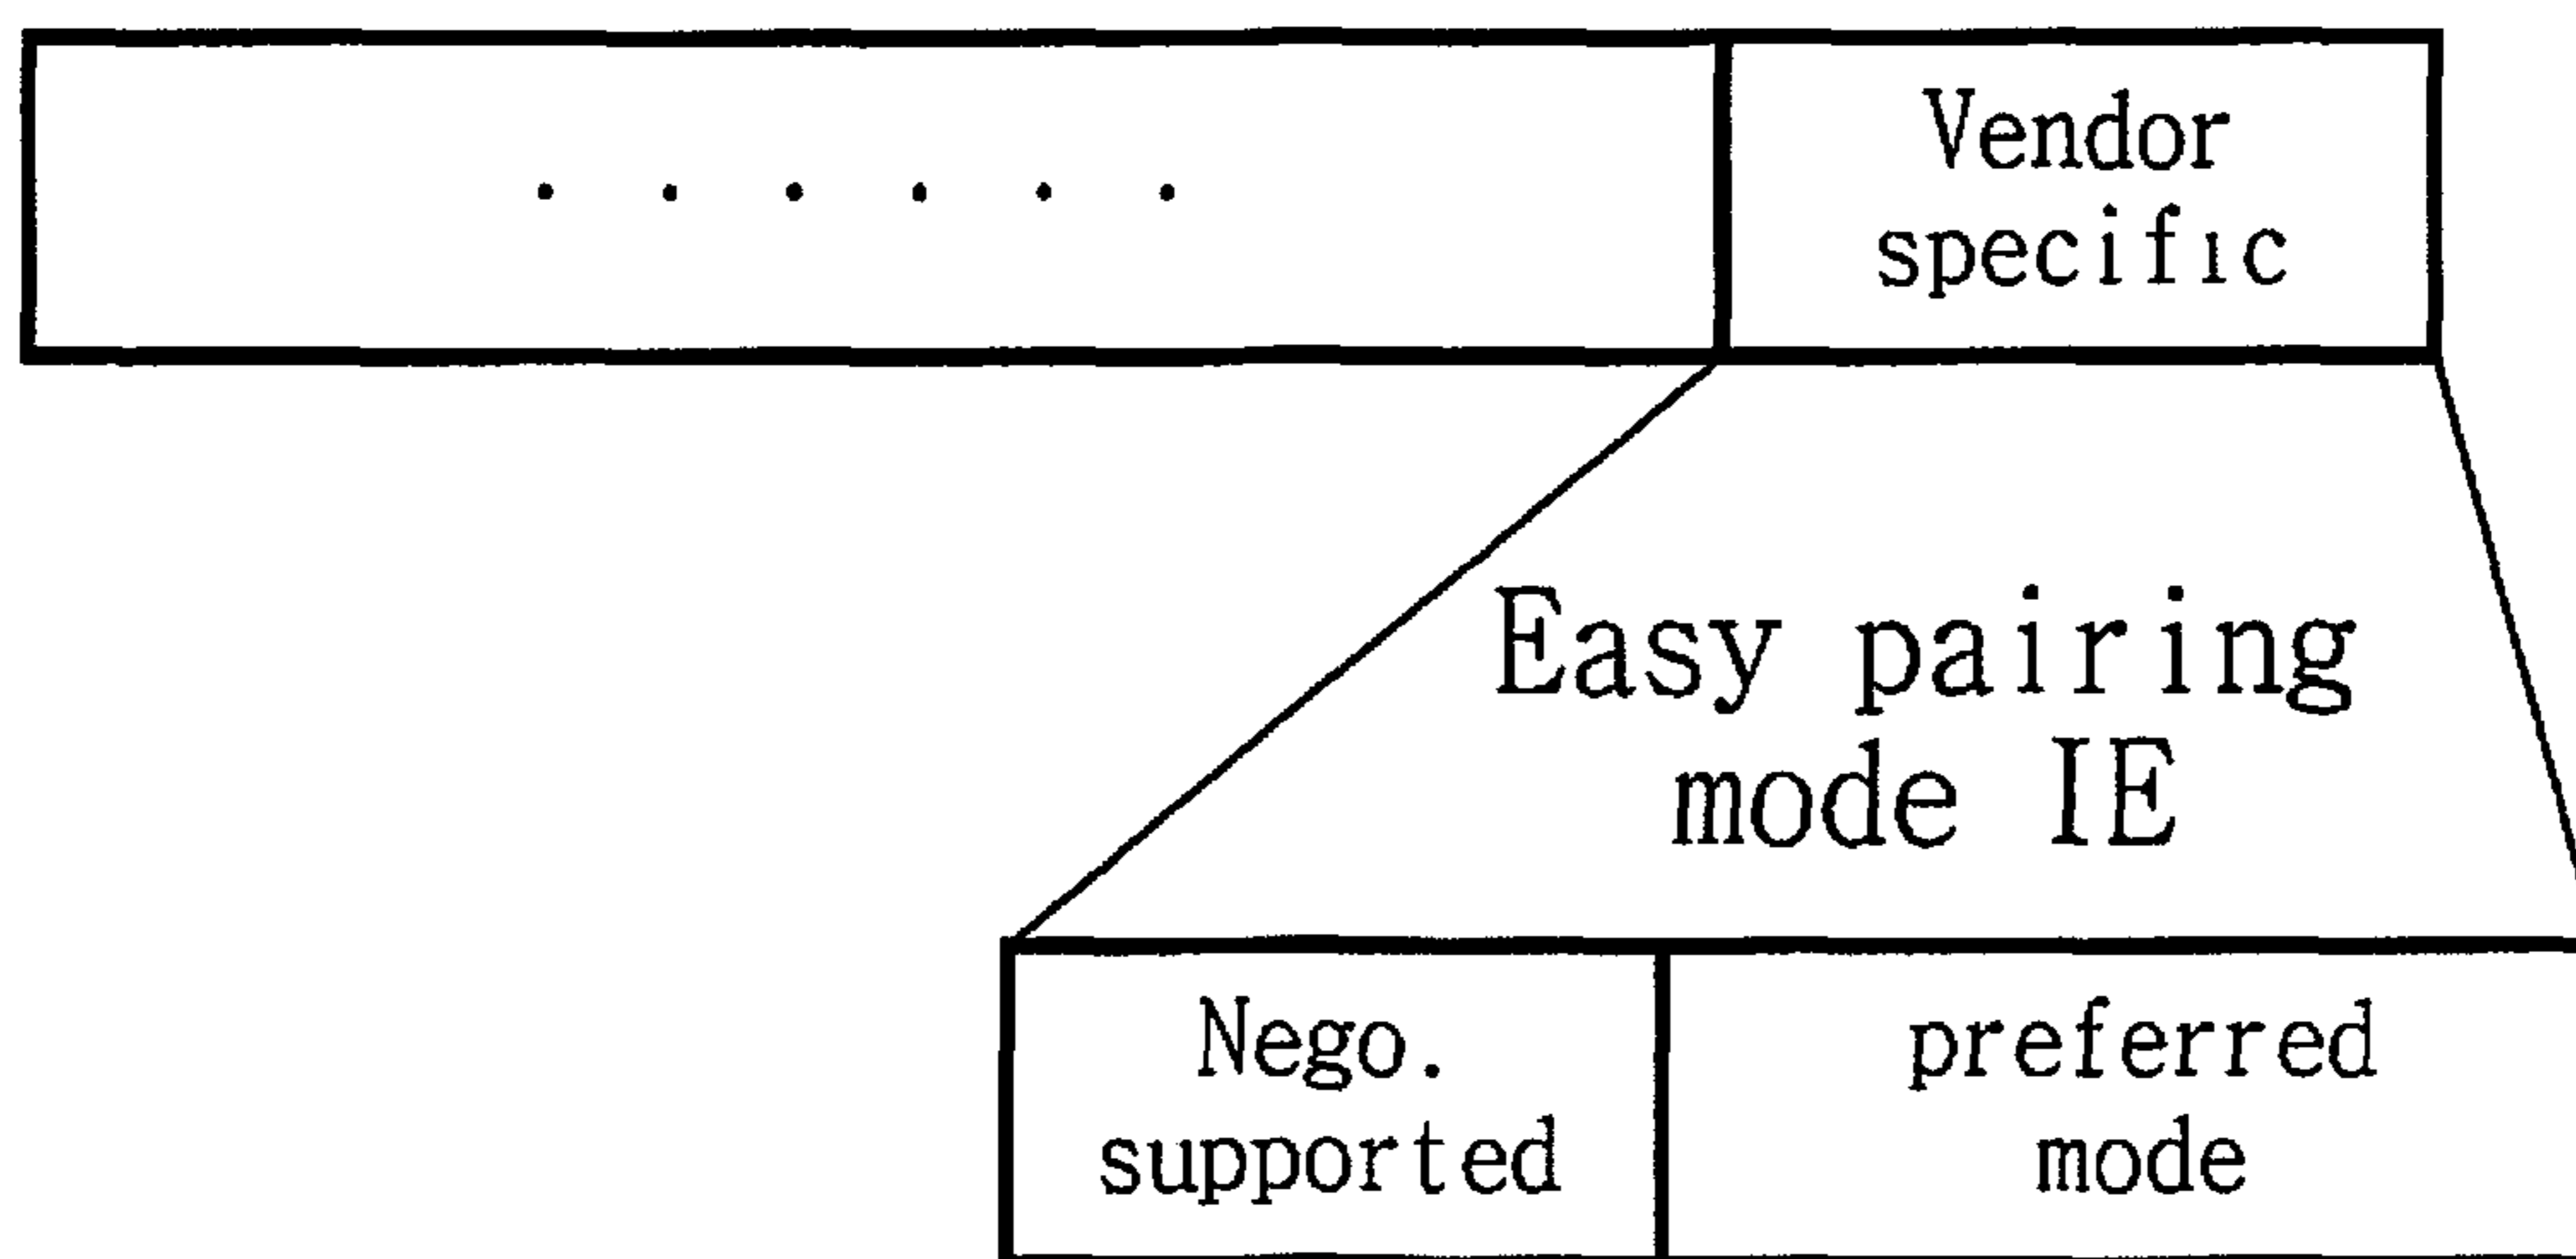 . . . . . .
Vendor
specific
Easy pairing
mode IE
Nego.
supported
preferred
mode